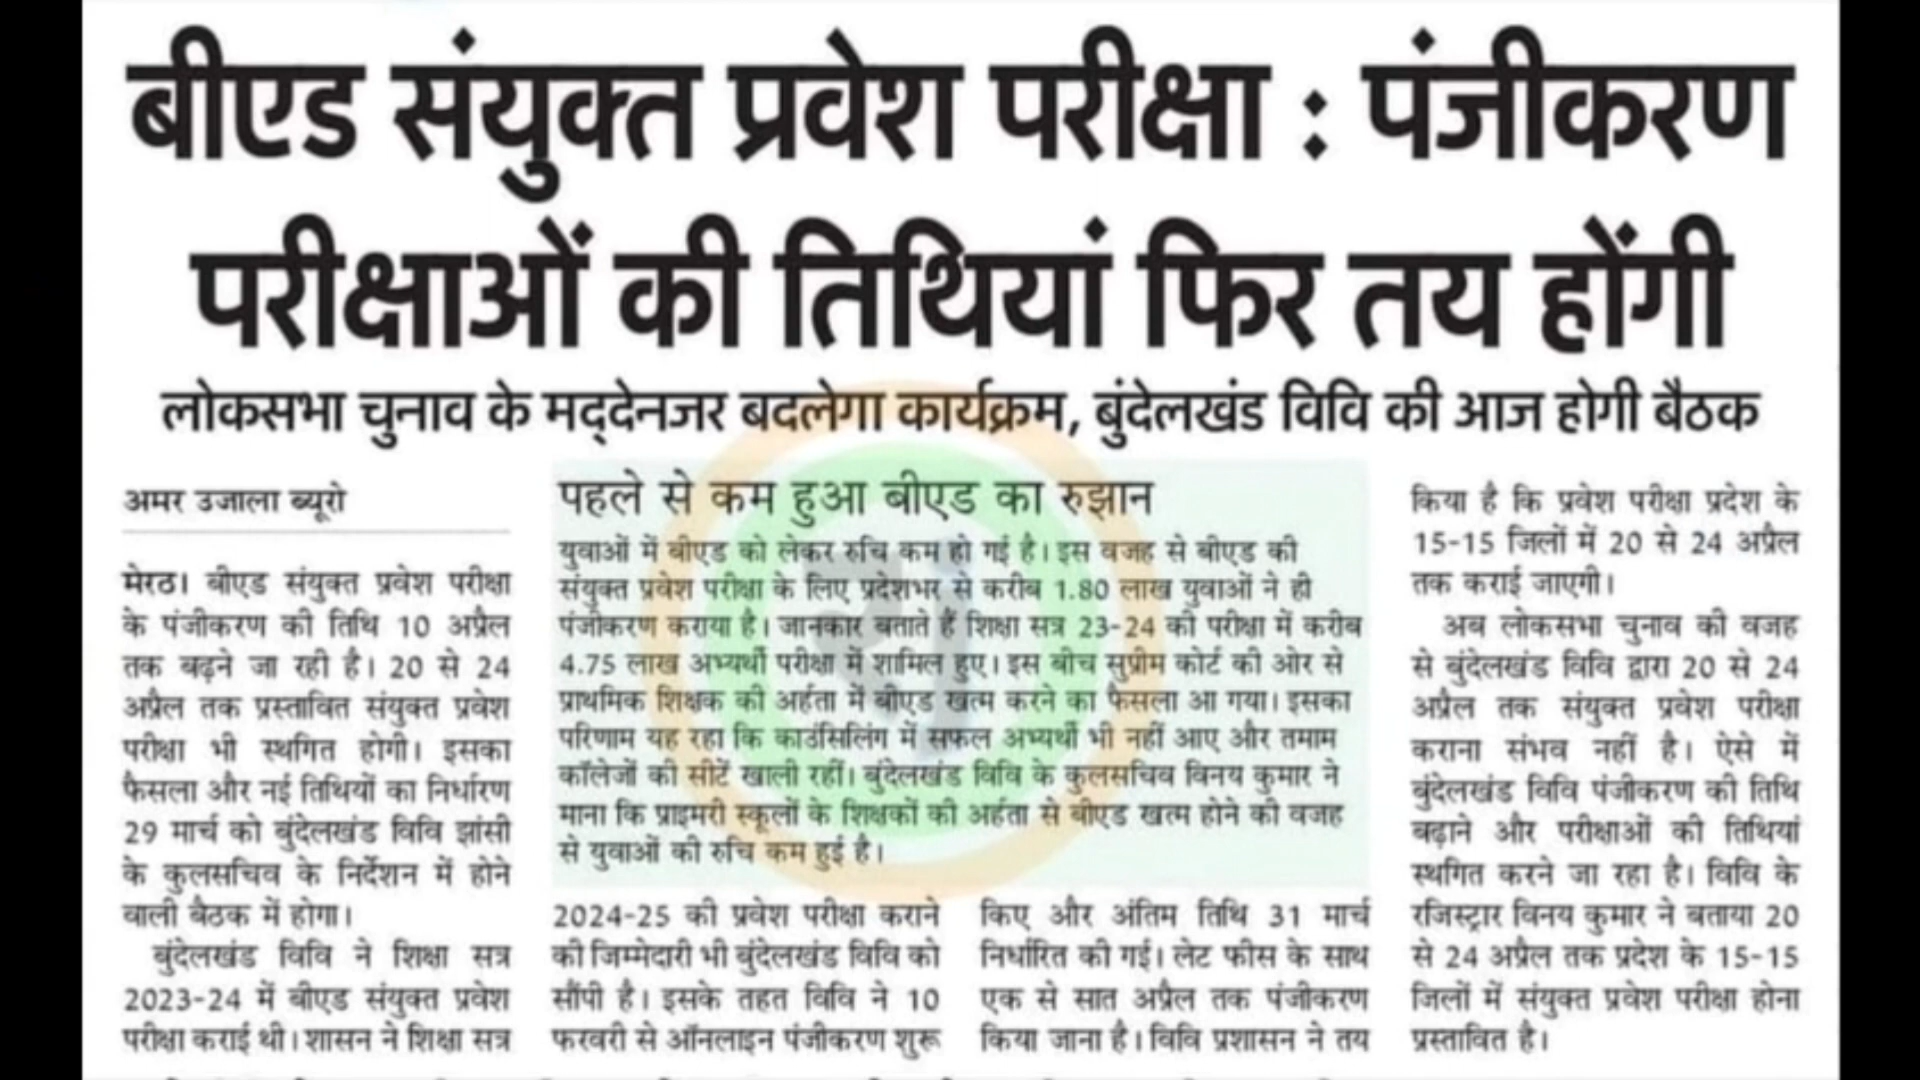 बीएड संयुक्त प्रवेश परीक्षा : पंजीकरण
परीक्षाओं की तिथियां फिर तय होंगी
लोकसभा चुनाव के मद्देनजर बदलेगा कार्यक्रम, बुंदेलखंड विवि की आज होगी बैठक
अमर उजाला ब्यूरो
मेरठ। बीएड संयुक्त प्रवेश परीक्षा
के पंजीकरण की तिथि 10 अप्रैल
तक बढ़ने जा रही है। 20 से 24
अप्रैल तक प्रस्तावित संयुक्त प्रवेश
परीक्षा भी स्थगित होगी। इसका
फैसला और नई तिथियों का निर्धारण
29 मार्च को बुंदेलखंड विवि झांसी
के कुलसचिव के निर्देशन में होने
वाली बैठक में होगा।
बुंदेलखंड विवि ने शिक्षा सत्र
2023-24 में बीएड संयुक्त प्रवेश
परीक्षा कराई थी। शासन ने शिक्षा सत्र
पहले से कम हुआ बीएड का रुझान
युवाओं में बीएड को लेकर रुचि कम हो गई है। इस वजह से बीएड की
संयुक्त प्रवेश परीक्षा के लिए प्रदेशभर से करीब 1.80 लाख युवाओं ने ही
पंजीकरण कराया है। जानकार बताते हैं शिक्षा सत्र 23-24 की परीक्षा में करीब
4.75 लाख अभ्यर्थी परीक्षा में शामिल हुए। इस बीच सुप्रीम कोर्ट की ओर से
प्राथमिक शिक्षक की अर्हता में बीएड खत्म करने का फैसला आ गया। इसका
परिणाम यह रहा कि काउंसिलिंग में सफल अभ्यर्थी भी नहीं आए और तमाम
कॉलेजों की सीटें खाली रहीं। बुंदेलखंड विवि के कुलसचिव विनय कुमार ने
माना कि प्राइमरी स्कूलों के शिक्षकों की अर्हता से बीएड खत्म होने की वजह
से युवाओं की रुचि कम हुई है।
2024-25 की प्रवेश परीक्षा कराने
की जिम्मेदारी भी बुंदेलखंड विवि को
सौंपी है। इसके तहत विवि ने 10
फरवरी से ऑनलाइन पंजीकरण शुरू
किए और अंतिम तिथि 31 मार्च
निर्धारित की गई। लेट फीस के साथ
एक से सात अप्रैल तक पंजीकरण
किया जाना है। विवि प्रशासन ने तय
किया है कि प्रवेश परीक्षा प्रदेश के
15-15 जिलों में 20 से 24 अप्रैल
तक कराई जाएगी।
अब लोकसभा चुनाव की वजह
से बुंदेलखंड विवि द्वारा 20 से 24
अप्रैल तक संयुक्त प्रवेश परीक्षा
कराना संभव नहीं है। ऐसे में
बुंदेलखंड विवि पंजीकरण की तिथि
बढ़ाने और परीक्षाओं की तिथियां
स्थगित करने जा रहा है। विवि के
रजिस्ट्रार विनय कुमार ने बताया 20
से 24 अप्रैल तक प्रदेश के 15-15
जिलों में संयुक्त प्रवेश परीक्षा होना
प्रस्तावित है।